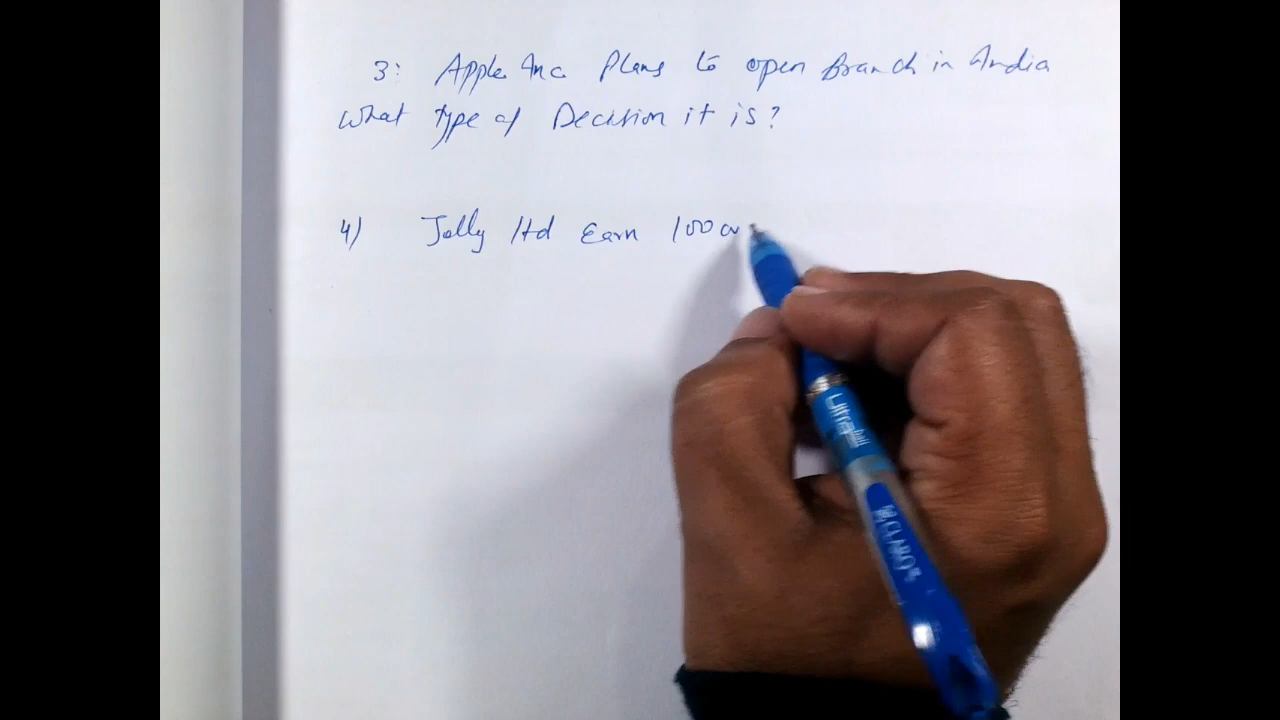 3: Apple Inc Plans to open Branch in India
What type of Decision it is?
4) Jolly ltd Earn 100 cr